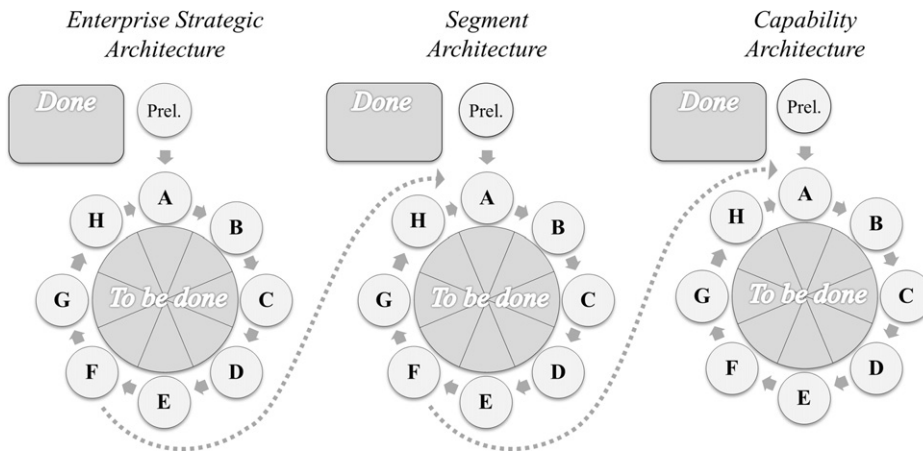 Enterprise Strategic
Architecture
Done
Prel.
A
B
C
D
E
F
G
H
To be done
Segment
Architecture
Done
Prel.
A
B
C
D
E
F
G
H
To be done
Capability
Architecture
Done
Prel.
A
B
C
D
E
F
G
H
To be done